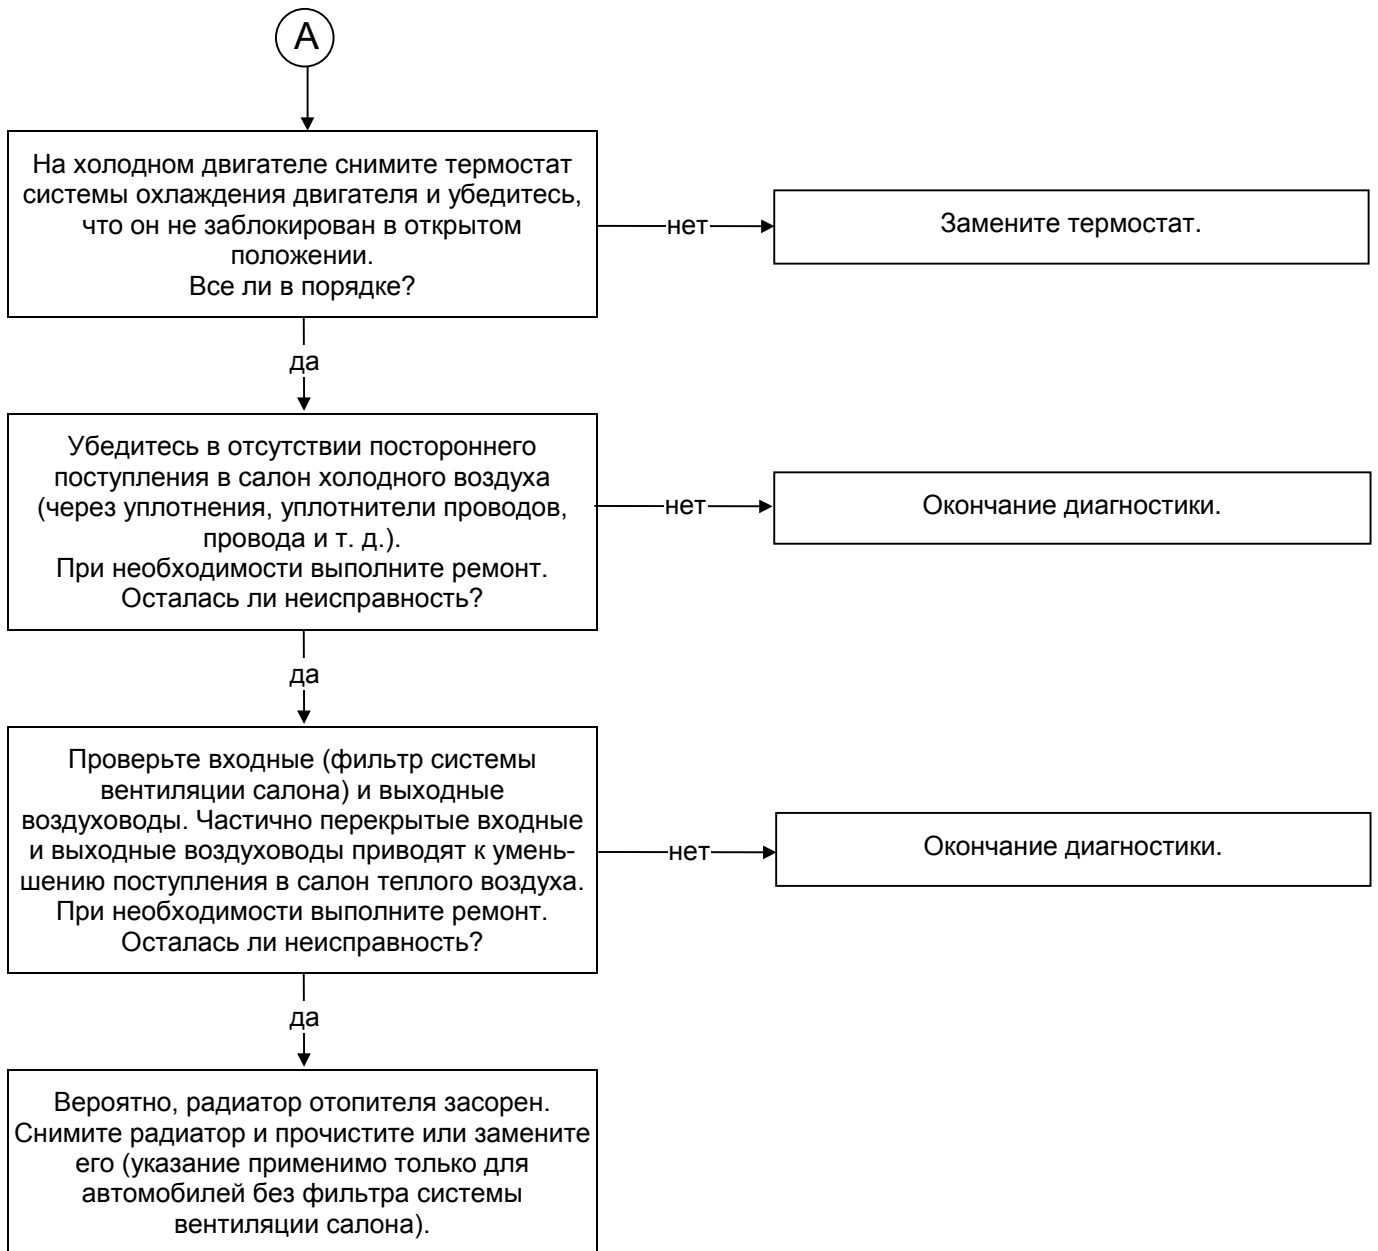 A
На холодном двигателе снимите термостат
системы охлаждения двигателя и убедитесь,
что он не заблокирован в открытом
положении.
Все ли в порядке?
нет
Замените термостат.
да
Убедитесь в отсутствии постороннего
поступления в салон холодного воздуха
(через уплотнения, уплотнители проводов,
провода и т. д.).
При необходимости выполните ремонт.
Осталась ли неисправность?
нет
Окончание диагностики.
да
Проверьте входные (фильтр системы
вентиляции салона) и выходные
воздуховоды. Частично перекрытые входные
и выходные воздуховоды приводят к умень-
шению поступления в салон теплого воздуха.
При необходимости выполните ремонт.
Осталась ли неисправность?
нет
Окончание диагностики.
да
Вероятно, радиатор отопителя засорен.
Снимите радиатор и прочистите или замените
его (указание применимо только для
автомобилей без фильтра системы
вентиляции салона).